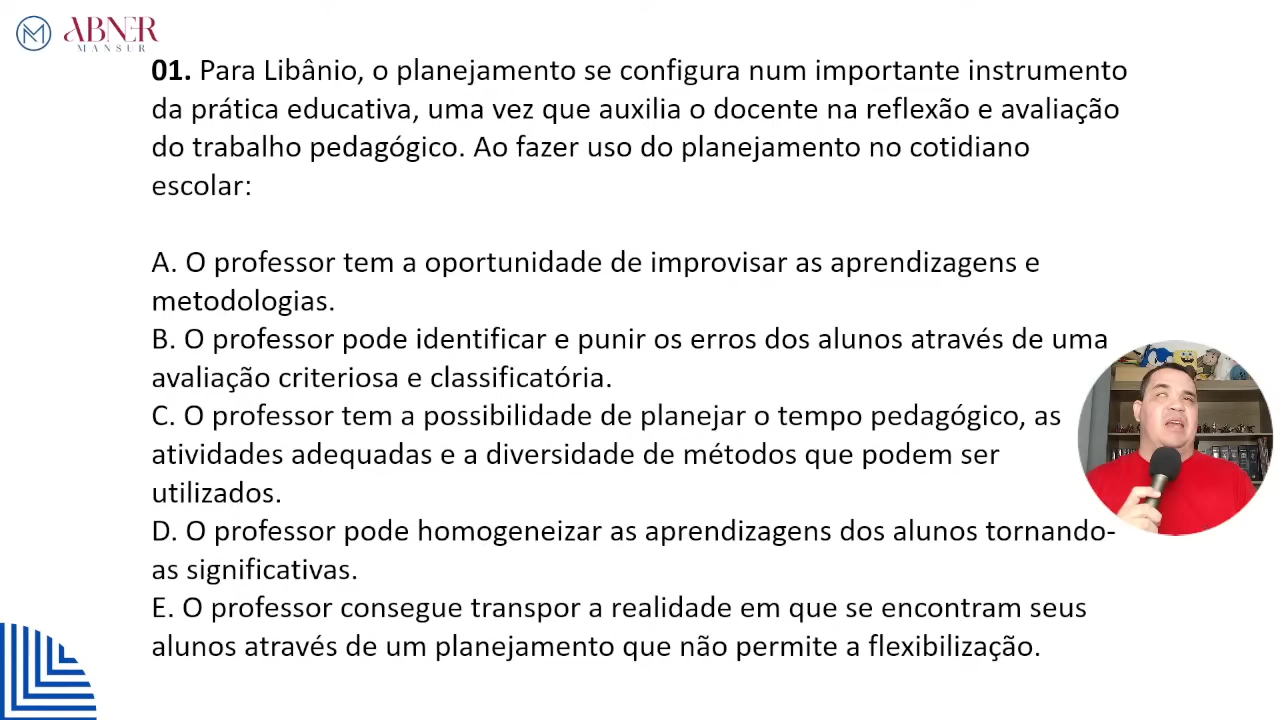 ABNER
MANSUR
01. Para Libânio, o planejamento se configura num importante instrumento
da prática educativa, uma vez que auxilia o docente na reflexão e avaliação
do trabalho pedagógico. Ao fazer uso do planejamento no cotidiano
escolar:
A. O professor tem a oportunidade de improvisar as aprendizagens e
metodologias.
B. O professor pode identificar e punir os erros dos alunos através de uma
avaliação criteriosa e classificatória.
C. O professor tem a possibilidade de planejar o tempo pedagógico, as
atividades adequadas e a diversidade de métodos que podem ser
utilizados.
D. O professor pode homogeneizar as aprendizagens dos alunos tornando-
as significativas.
E. O professor consegue transpor a realidade em que se encontram seus
alunos através de um planejamento que não permite a flexibilização.